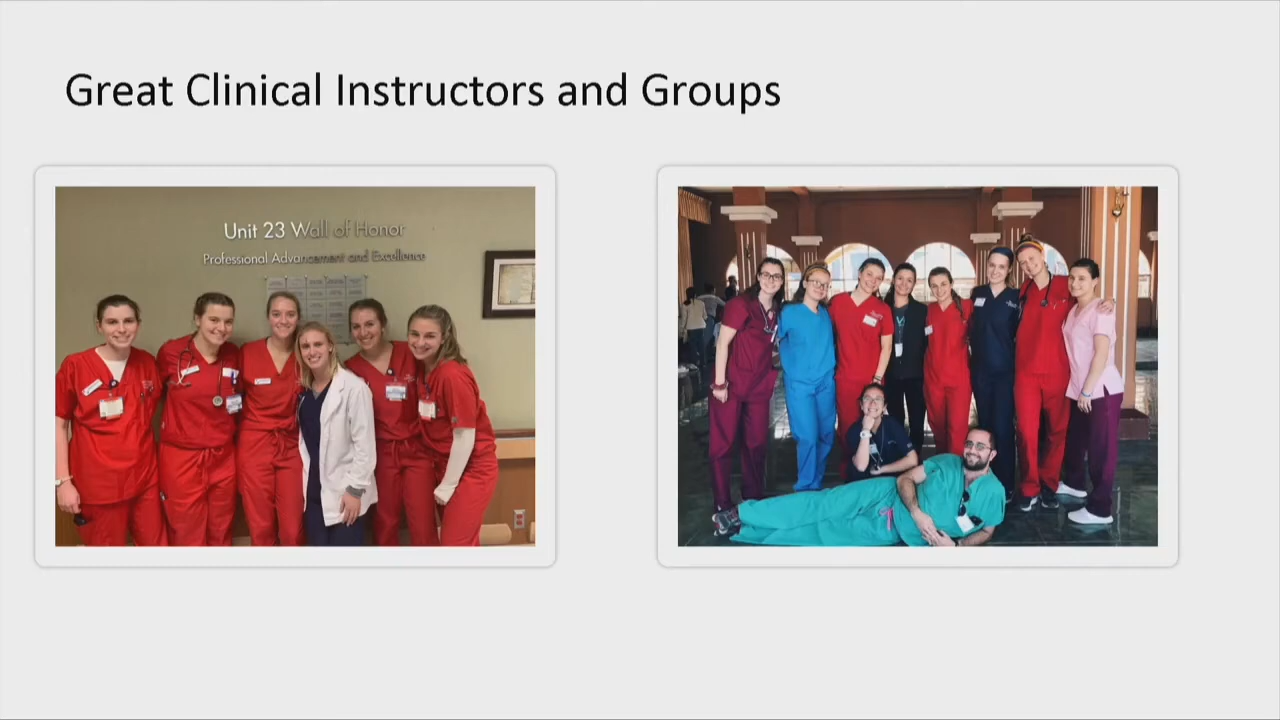 Great Clinical Instructors and Groups
Unit 23 Wall of Honor
Professional Advancement and Excellence